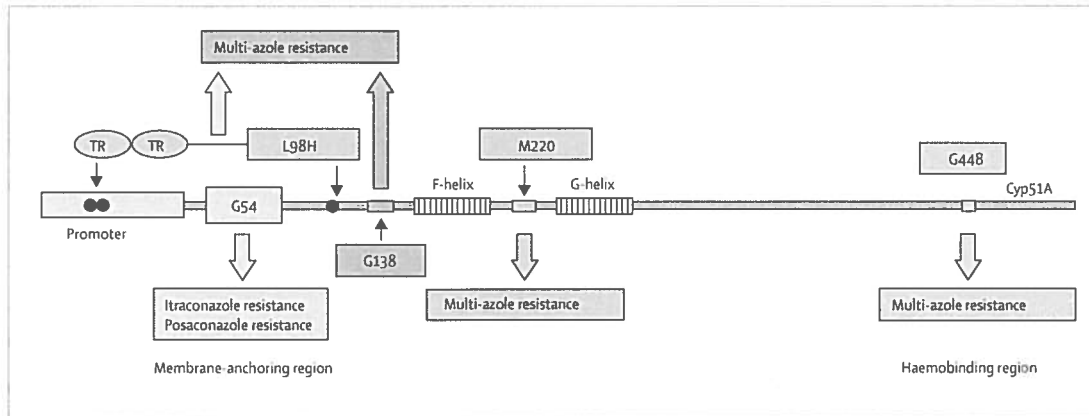 Multi-azole resistance
TR
TR
L98H
M220
G448
F-helix
G-helix
Cyp51A
G54
Promoter
G138
Itraconazole resistance
Posaconazole resistance
Multi-azole resistance
Multi-azole resistance
Membrane-anchoring region
Haemobinding region